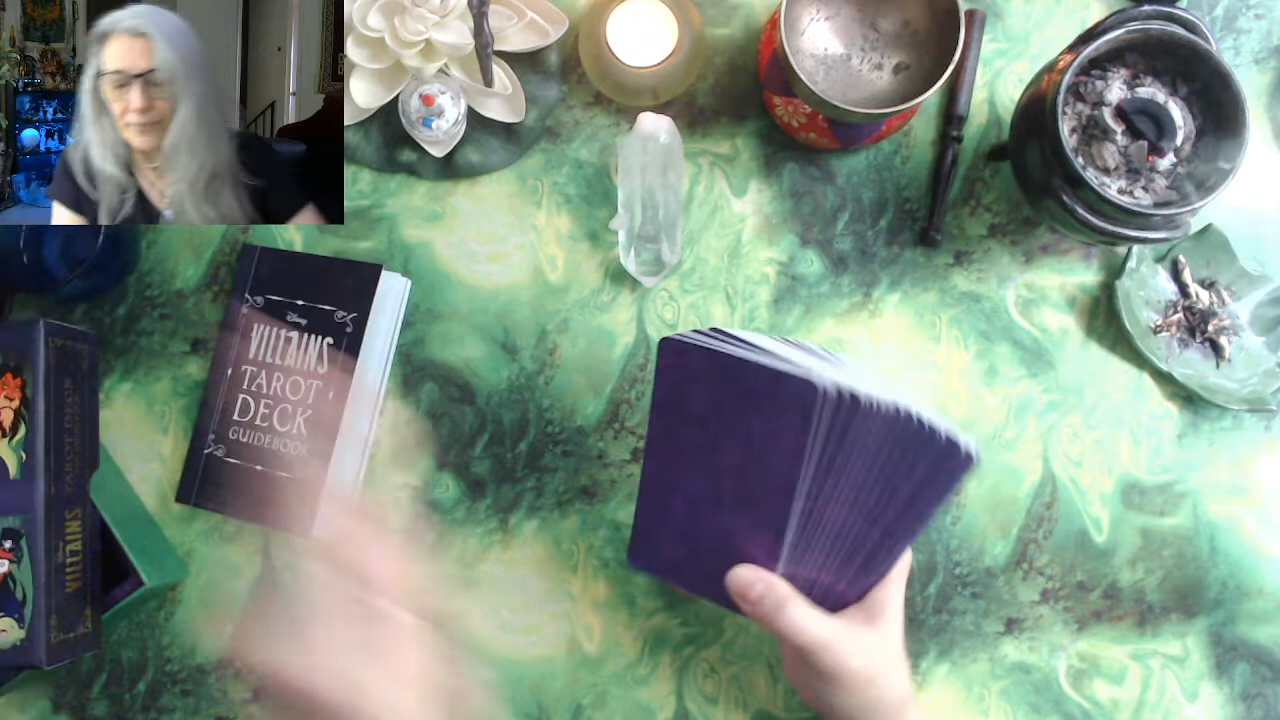 Disney
VILLAINS
TAROT
DECK
GUIDEBOOK
VILLAINS
TAROT DECK